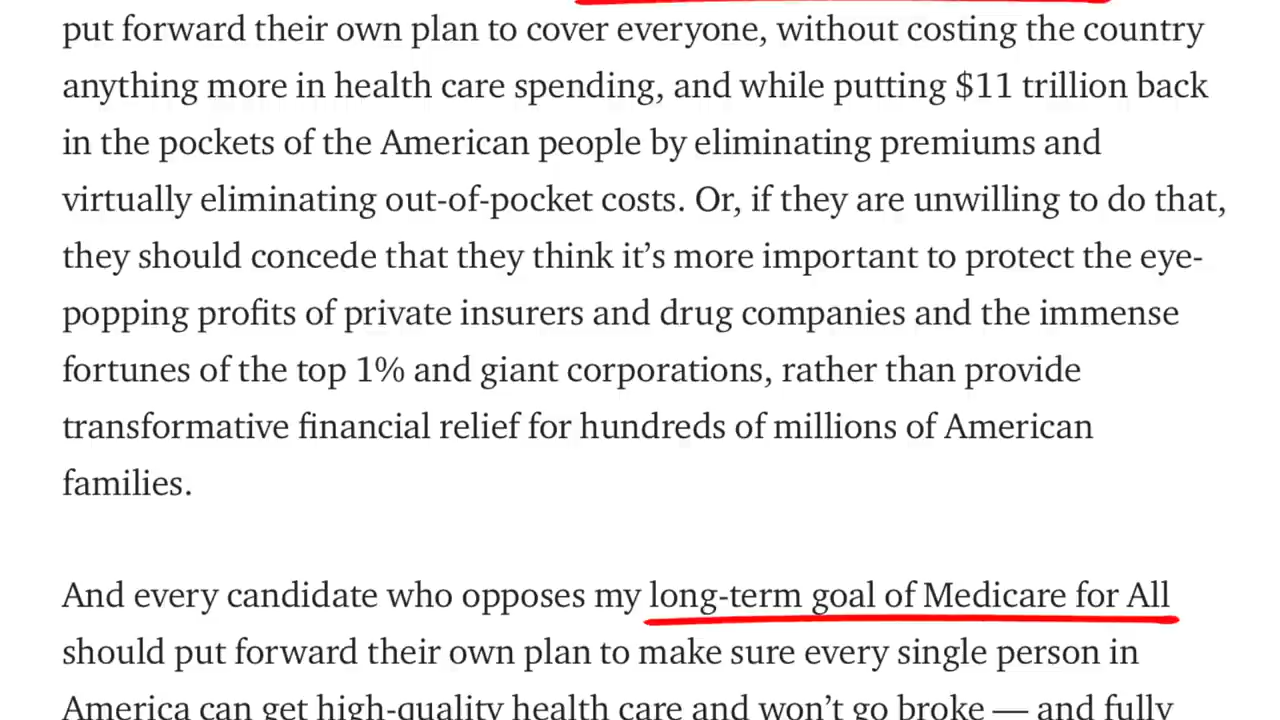 put forward their own plan to cover everyone, without costing the country
anything more in health care spending, and while putting $11 trillion back
in the pockets of the American people by eliminating premiums and
virtually eliminating out-of-pocket costs. Or, if they are unwilling to do that,
they should concede that they think it’s more important to protect the eye-
popping profits of private insurers and drug companies and the immense
fortunes of the top 1% and giant corporations, rather than provide
transformative financial relief for hundreds of millions of American
families.
And every candidate who opposes my long-term goal of Medicare for All
should put forward their own plan to make sure every single person in
America can get high-quality health care and won’t go broke — and fully